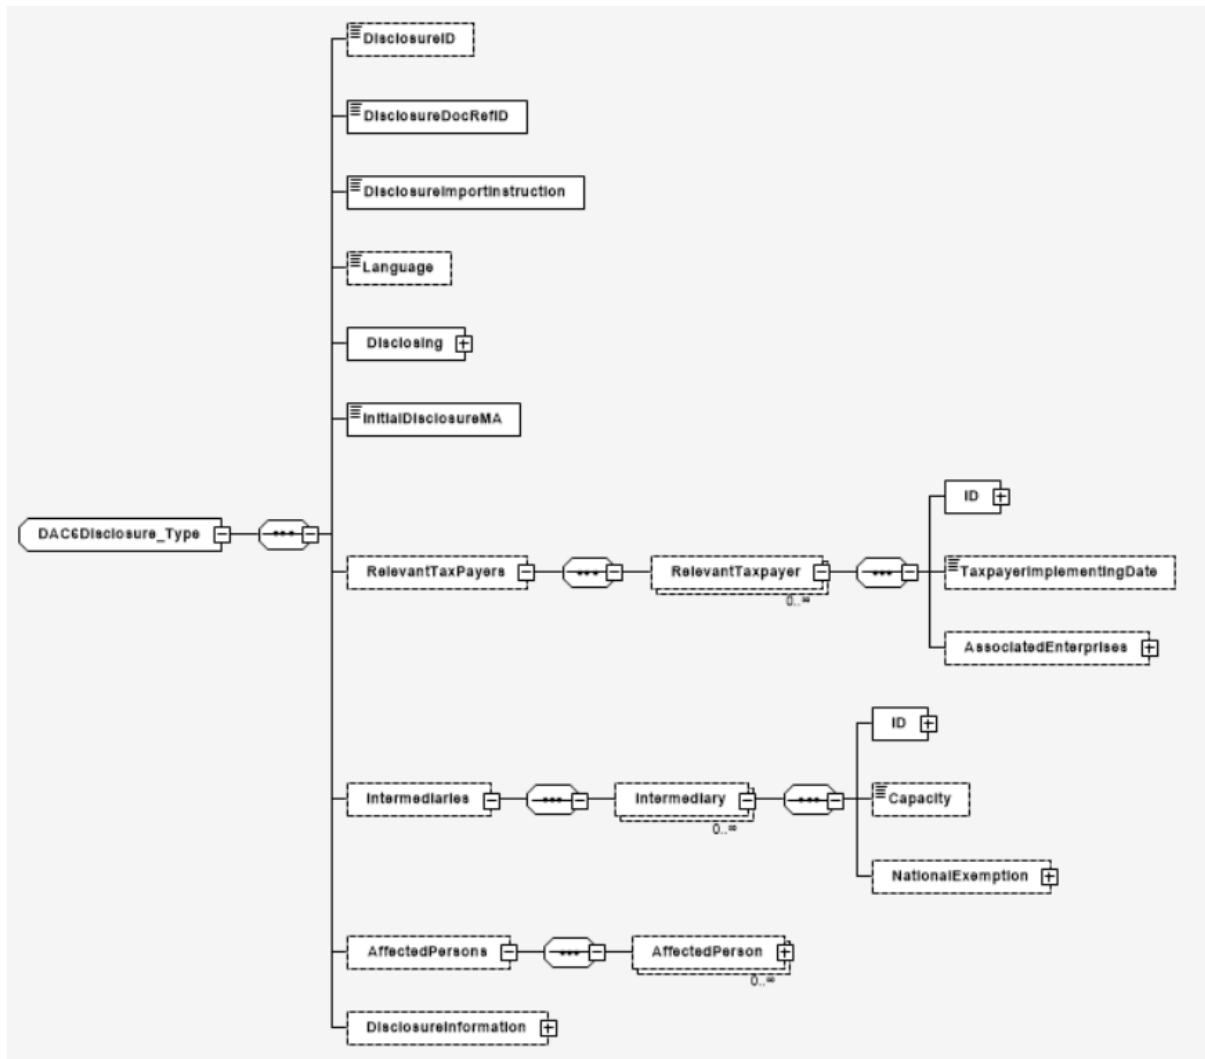 DisclosureID
DisclosureDocRefID
DisclosureImportInstruction
Language
Disclosing
InitialDisclosureMA
DAC6Disclosure_Type
RelevantTaxPayers
RelevantTaxpayer
0..∞
ID
TaxpayerImplementingDate
AssociatedEnterprises
Intermediaries
Intermediary
0..∞
ID
Capacity
NationalExemption
AffectedPersons
AffectedPerson
0..∞
DisclosureInformation